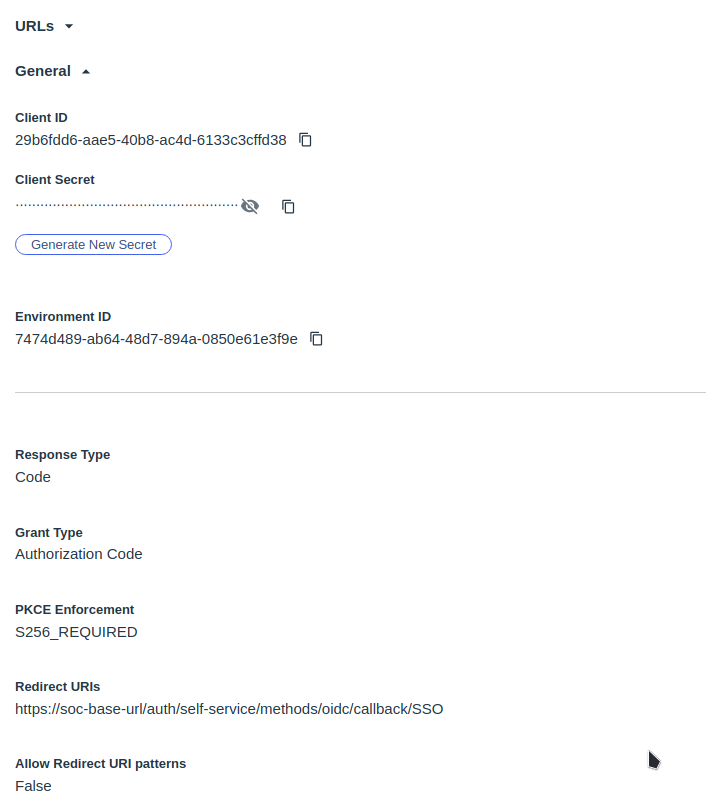 URLs
General
Client ID
29b6fdd6-aae5-40b8-ac4d-6133c3cffd38
Client Secret
Generate New Secret
Environment ID
7474d489-ab64-48d7-894a-0850e61e3f9e
Response Type
Code
Grant Type
Authorization Code
PKCE Enforcement
S256_REQUIRED
Redirect URIs
https://soc-base-url/auth/self-service/methods/oidc/callback/SSO
Allow Redirect URI patterns
False